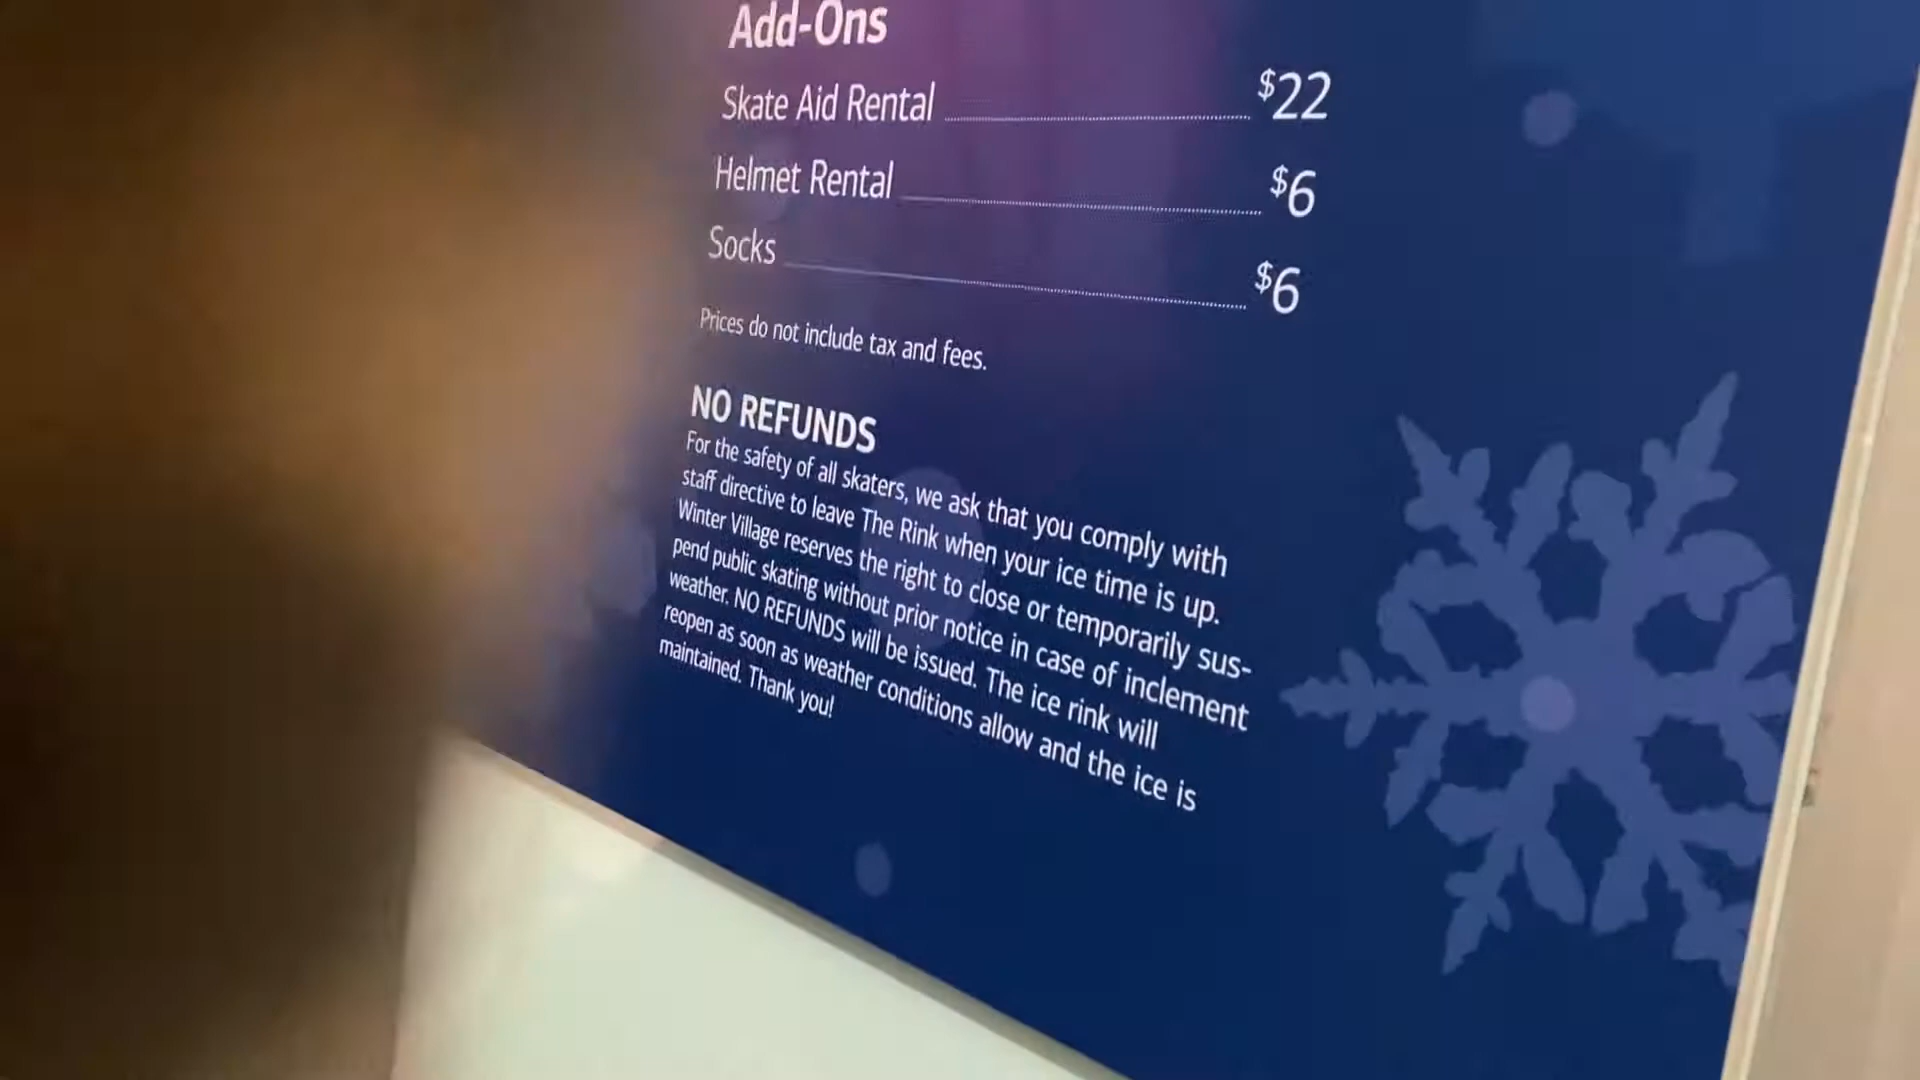 Add-Ons
Skate Aid Rental $22
Helmet Rental $6
Socks $6
Prices do not include tax and fees.
NO REFUNDS
For the safety of all skaters, we ask that you comply with
staff directive to leave The Rink when your ice time is up.
Winter Village reserves the right to close or temporarily sus-
pend public skating without prior notice in case of inclement
weather. NO REFUNDS will be issued. The ice rink will
reopen as soon as weather conditions allow and the ice is
maintained. Thank you!